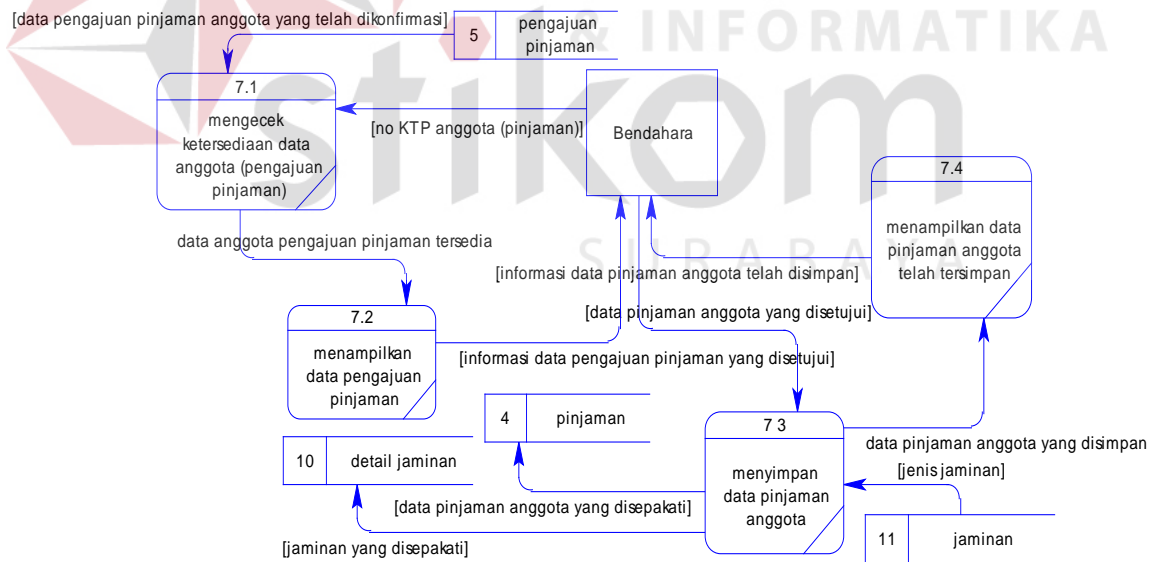 & INFORMATIKA
stikom
SURABAYA
[data pengajuan pinjaman anggota yang telah dikonfirmasi]
5
pengajuan
pinjaman
7.1
mengecek
ketersediaan data
anggota (pengajuan
pinjaman)
[no KTP anggota (pinjaman)]
Bendahara
7.4
menampilkan data
pinjaman anggota
telah tersimpan
data anggota pengajuan pinjaman tersedia
[informasi data pinjaman anggota telah disimpan]
[data pinjaman anggota yang disetujui]
7.2
menampilkan
data pengajuan
pinjaman
[informasi data pengajuan pinjaman yang disetujui]
4
pinjaman
7 3
menyimpan
data pinjaman
anggota
data pinjaman anggota yang disimpan
[jenis jaminan]
10
detail jaminan
[data pinjaman anggota yang disepakati]
[jaminan yang disepakati]
11
jaminan